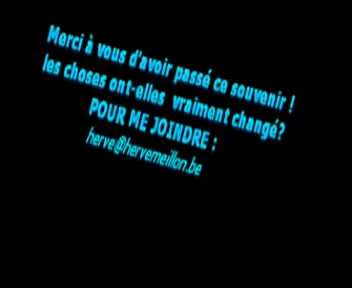 Merci à vous d'avoir passé ce souvenir !
les choses ont-elles vraiment changé?
POUR ME JOINDRE :
herve@hervemeillon.be